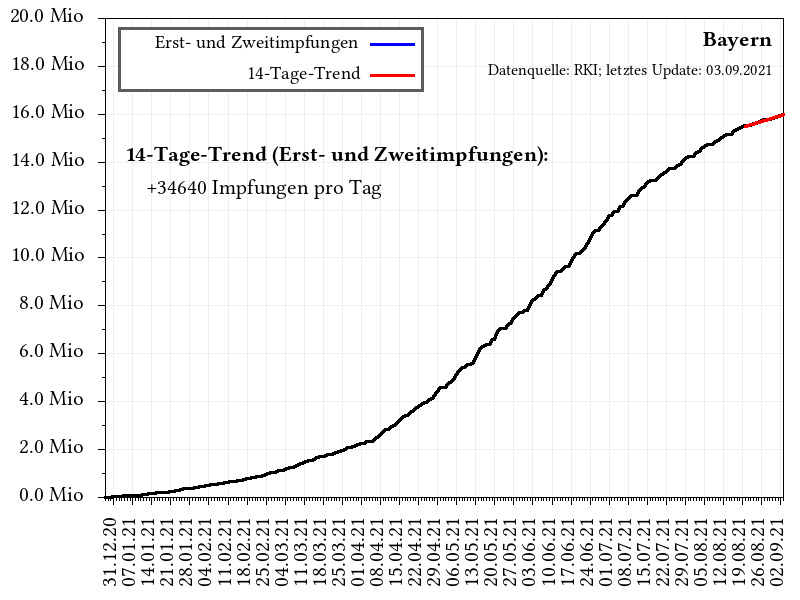 20.0 Mio
18.0 Mio
16.0 Mio
14.0 Mio
12.0 Mio
10.0 Mio
8.0 Mio
6.0 Mio
4.0 Mio
2.0 Mio
0.0 Mio
Erst- und Zweitimpfungen
14-Tage-Trend
Bayern
Datenquelle: RKI; letztes Update: 03.09.2021
14-Tage-Trend (Erst- und Zweitimpfungen):
+34640 Impfungen pro Tag
31.12.20
07.01.21
14.01.21
21.01.21
28.01.21
04.02.21
11.02.21
18.02.21
25.02.21
04.03.21
11.03.21
18.03.21
25.03.21
01.04.21
08.04.21
15.04.21
22.04.21
29.04.21
06.05.21
13.05.21
20.05.21
27.05.21
03.06.21
10.06.21
17.06.21
24.06.21
01.07.21
08.07.21
15.07.21
22.07.21
29.07.21
05.08.21
12.08.21
19.08.21
26.08.21
02.09.21